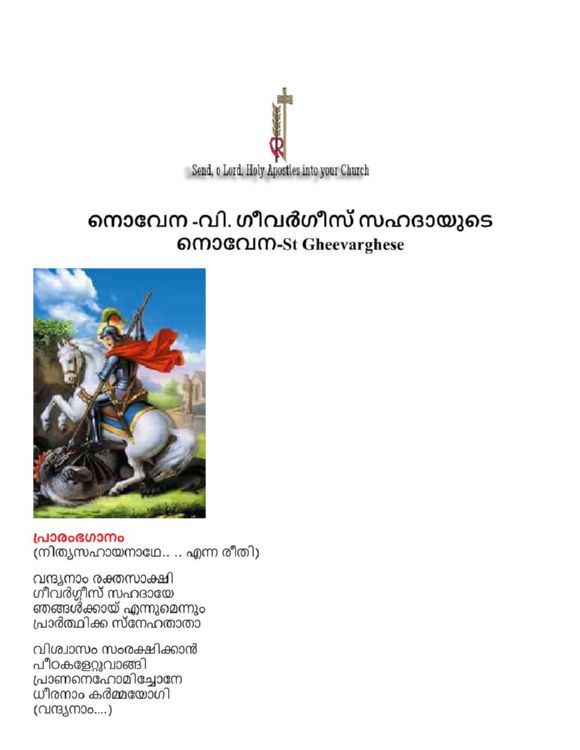 Send, o Lord, Holy Apostles into your Church
നൊവേന -വി. ഗീവർഗീസ് സഹദായുടെ
നൊവേന-St Gheevarghese
പ്രാരംഭഗാനം
(നിത്യസഹായനാഥേ.. .. എന്ന രീതി)
വന്ദ്യനാം രക്തസാക്ഷി
ഗീവർഗ്ഗീസ് സഹദായേ
ഞങ്ങൾക്കായ് എന്നുമെന്നും
പ്രാർത്ഥിക്ക സ്നേഹതാതാ
വിശ്വാസം സംരക്ഷിക്കാൻ
പീഠകളേറ്റുവാങ്ങി
പ്രാണനെഹോമിച്ചോനേ
ധീരനാം കർമ്മയോഗി
(വന്ദ്യനാം....)